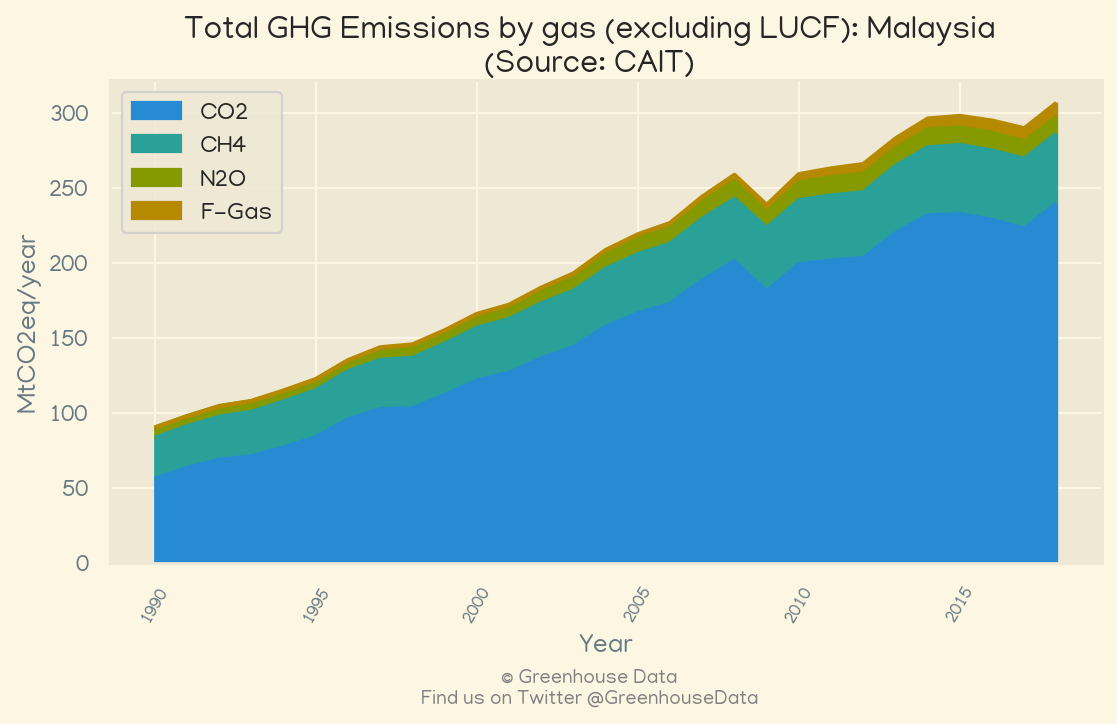 Total GHG Emissions by gas (excluding LUCF): Malaysia
(Source: CAIT)
CO2
CH4
N2O
F-Gas
300
250
200
150
100
50
0
MtCO2eq/year
1990
1995
2000
2005
2010
2015
Year
© Greenhouse Data
Find us on Twitter @GreenhouseData